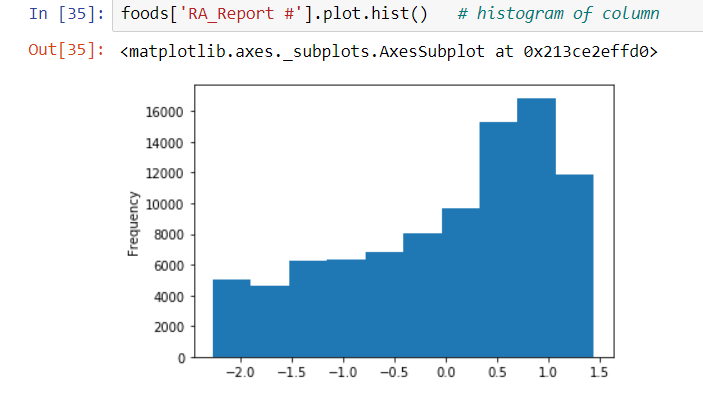 In [35]: foods['RA_Report #'].plot.hist()   # histogram of column
Out[35]: <matplotlib.axes._subplots.AxesSubplot at 0x213ce2effd0>
16000
14000
12000
10000
8000
6000
4000
2000
0
Frequency
−2.0 −1.5 −1.0 −0.5 0.0 0.5 1.0 1.5